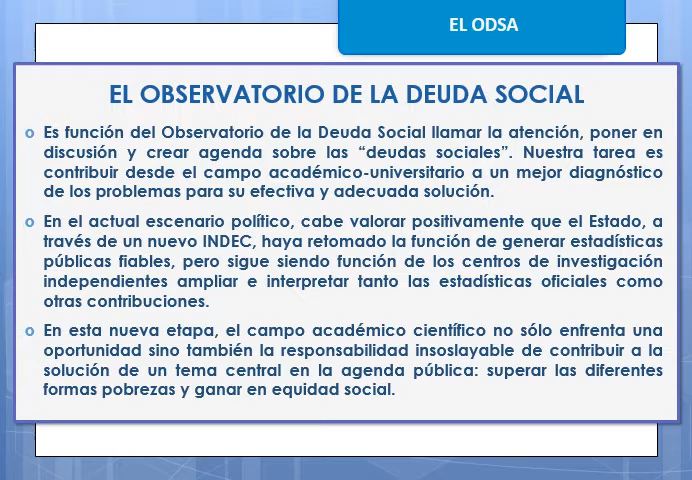 EL ODSA
EL OBSERVATORIO DE LA DEUDA SOCIAL
Es función del Observatorio de la Deuda Social llamar la atención, poner en
discusión y crear agenda sobre las “deudas sociales”. Nuestra tarea es
contribuir desde el campo académico-universitario a un mejor diagnóstico
de los problemas para su efectiva y adecuada solución.
En el actual escenario político, cabe valorar positivamente que el Estado, a
través de un nuevo INDEC, haya retomado la función de generar estadísticas
públicas fiables, pero sigue siendo función de los centros de investigación
independientes ampliar e interpretar tanto las estadísticas oficiales como
otras contribuciones.
En esta nueva etapa, el campo académico científico no sólo enfrenta una
oportunidad sino también la responsabilidad insoslayable de contribuir a la
solución de un tema central en la agenda pública: superar las diferentes
formas pobrezas y ganar en equidad social.